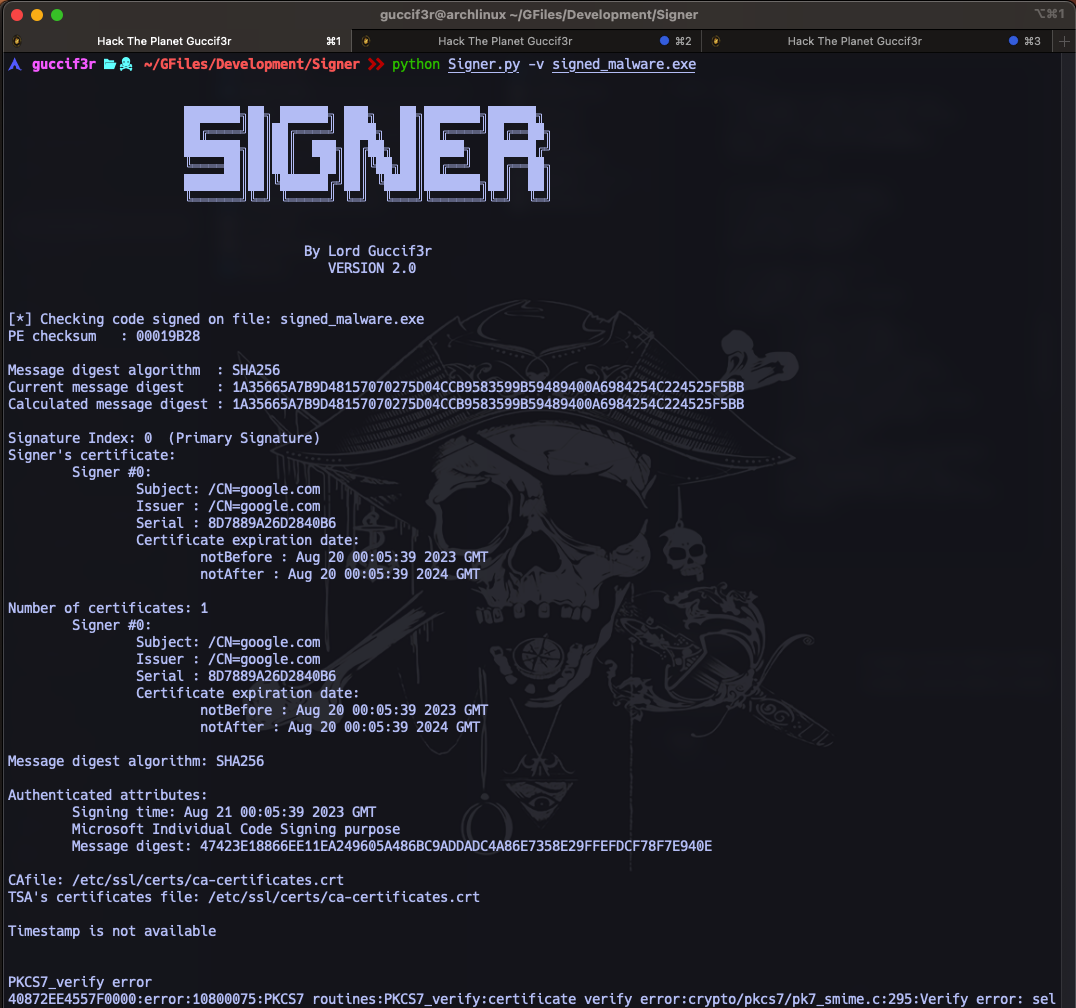 guccif3r@archlinux ~/GFiles/Development/Signer
⌥⌘1
Hack The Planet Guccif3r ⌘1
Hack The Planet Guccif3r ⌘2
Hack The Planet Guccif3r ⌘3
guccif3r ~/GFiles/Development/Signer python Signer.py -v signed_malware.exe
SIGNER
By Lord Guccif3r
VERSION 2.0
[*] Checking code signed on file: signed_malware.exe
PE checksum   : 00019B28
Message digest algorithm  : SHA256
Current message digest    : 1A35665A7B9D48157070275D04CCB9583599B59489400A6984254C224525F5BB
Calculated message digest : 1A35665A7B9D48157070275D04CCB9583599B59489400A6984254C224525F5BB
Signature Index: 0  (Primary Signature)
Signer's certificate:
Signer #0:
Subject: /CN=google.com
Issuer : /CN=google.com
Serial : 8D7889A26D2840B6
Certificate expiration date:
notBefore : Aug 20 00:05:39 2023 GMT
notAfter : Aug 20 00:05:39 2024 GMT
Number of certificates: 1
Signer #0:
Subject: /CN=google.com
Issuer : /CN=google.com
Serial : 8D7889A26D2840B6
Certificate expiration date:
notBefore : Aug 20 00:05:39 2023 GMT
notAfter : Aug 20 00:05:39 2024 GMT
Message digest algorithm: SHA256
Authenticated attributes:
Signing time: Aug 21 00:05:39 2023 GMT
Microsoft Individual Code Signing purpose
Message digest: 47423E18866EE11EA249605A486BC9ADDADC4A86E7358E29FFEFDCF78F7E940E
CAfile: /etc/ssl/certs/ca-certificates.crt
TSA's certificates file: /etc/ssl/certs/ca-certificates.crt
Timestamp is not available
PKCS7_verify error
40872EE4557F0000:error:10800075:PKCS7 routines:PKCS7_verify:certificate verify error:crypto/pkcs7/pk7_smime.c:295:Verify error: sel